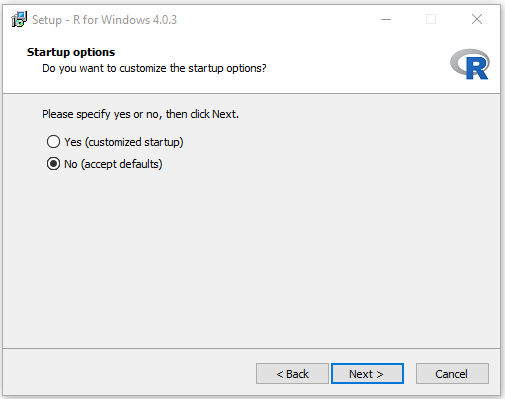 Setup - R for Windows 4.0.3
Startup options
Do you want to customize the startup options?
R
Please specify yes or no, then click Next.
Yes (customized startup)
No (accept defaults)
< Back Next > Cancel